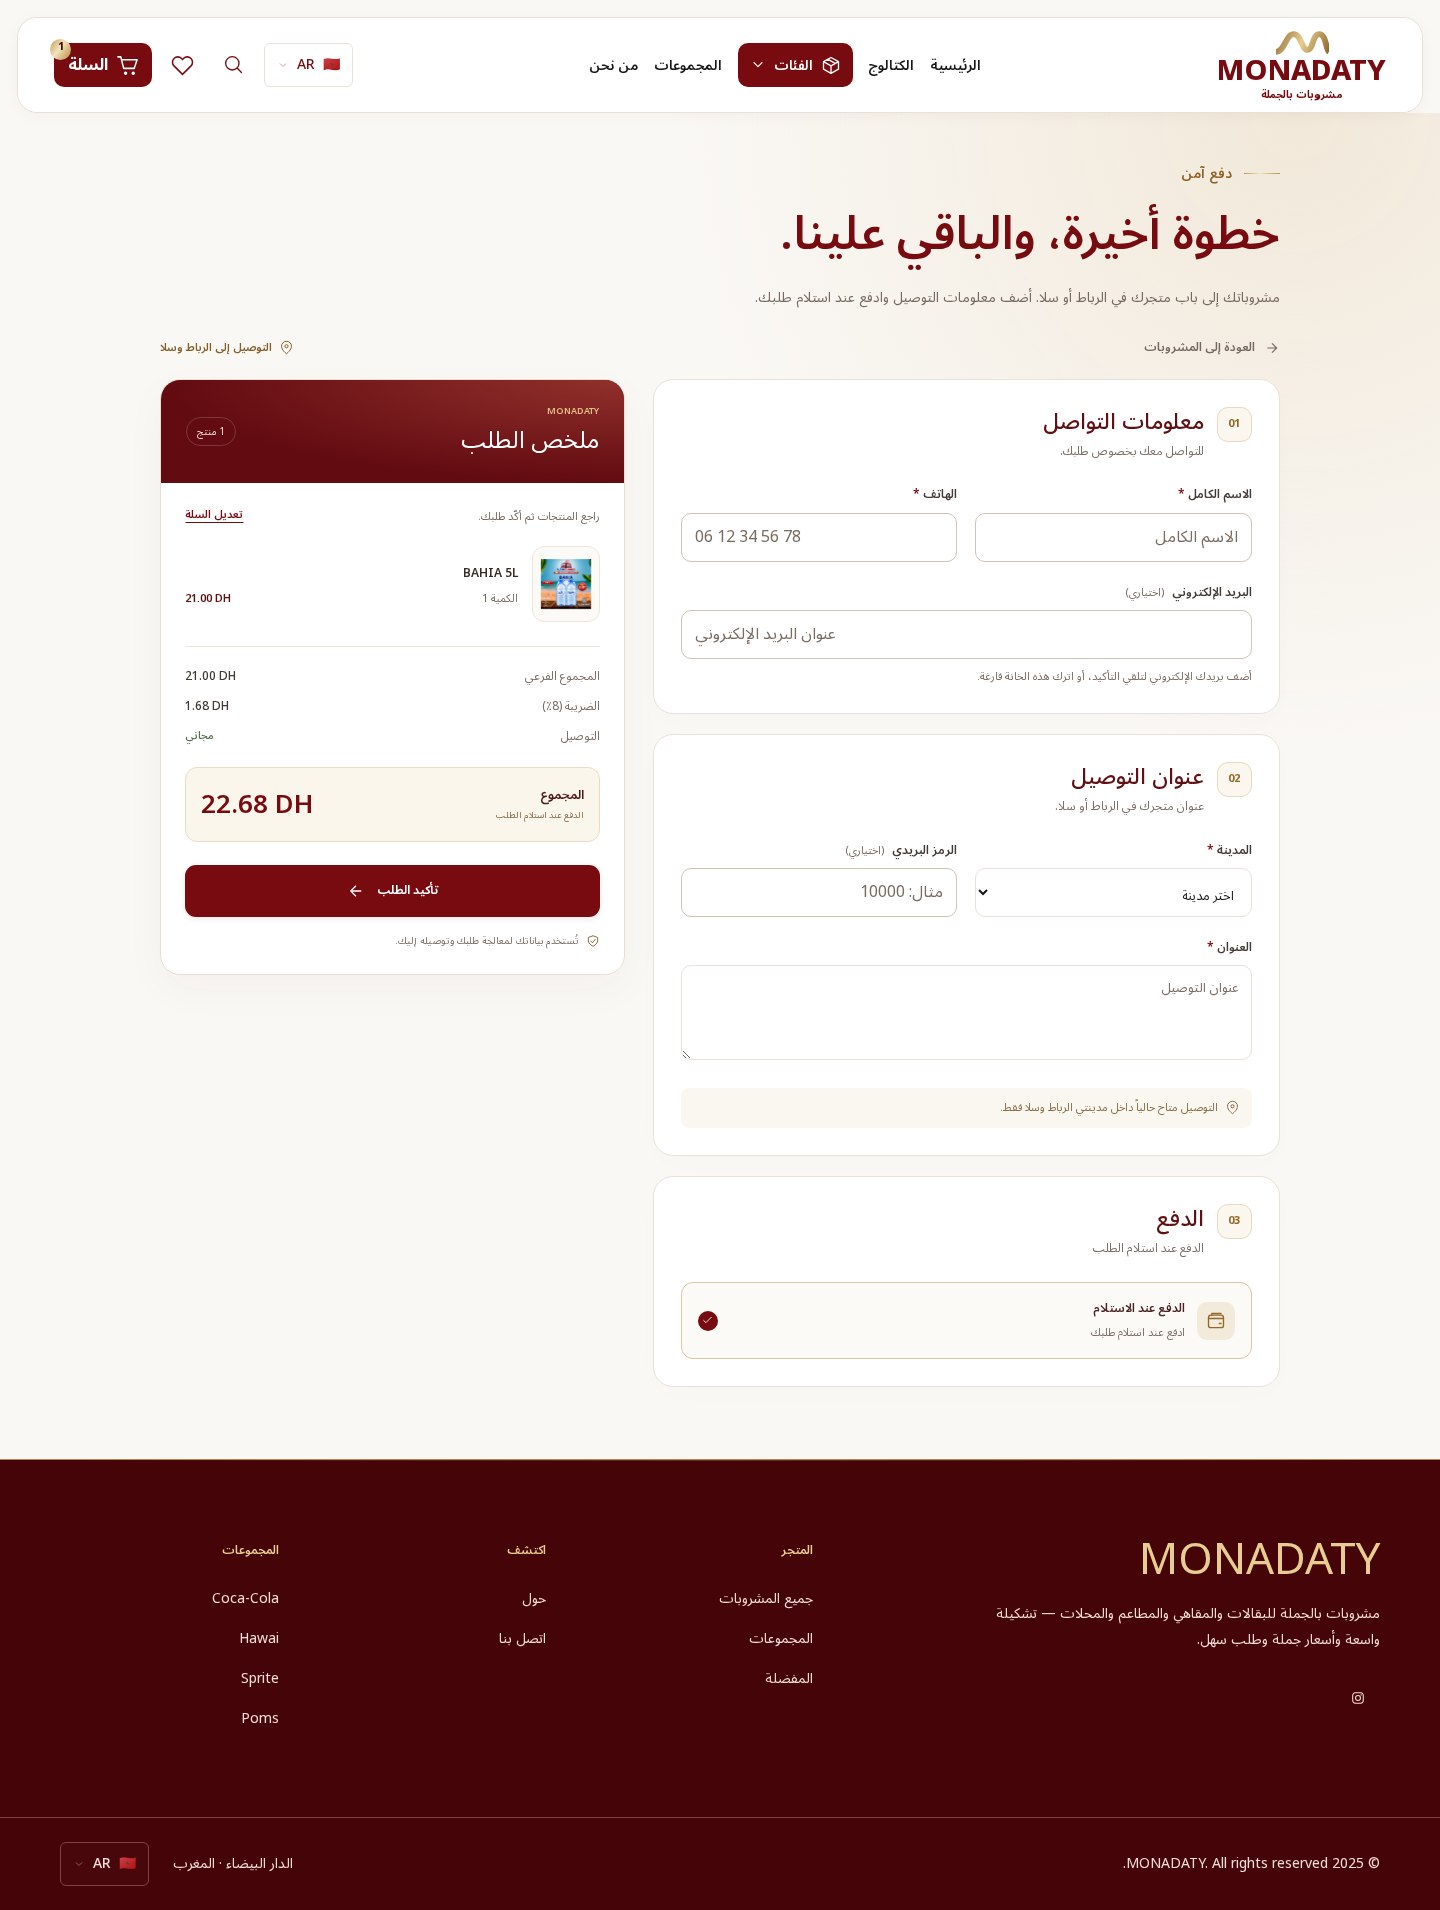 MONADATY
مشروبات بالجملة
الرئيسية
الكتالوج
الفئات
المجموعات
من نحن
AR
السلة
1
دفع آمن
خطوة أخيرة، والباقي علينا.
مشروباتك إلى باب متجرك في الرباط أو سلا. أضف معلومات التوصيل وادفع عند استلام طلبك.
العودة إلى المشروبات
التوصيل إلى الرباط وسلا
01
معلومات التواصل
للتواصل معك بخصوص طلبك.
الاسم الكامل *
الهاتف *
الاسم الكامل
06 12 34 56 78
البريد الإلكتروني (اختياري)
عنوان البريد الإلكتروني
أضف بريدك الإلكتروني لتلقي التأكيد، أو اترك هذه الخانة فارغة.
02
عنوان التوصيل
عنوان متجرك في الرباط أو سلا.
المدينة *
الرمز البريدي (اختياري)
اختر مدينة
مثال: 10000
العنوان *
عنوان التوصيل
التوصيل متاح حالياً داخل مدينتي الرباط وسلا فقط.
03
الدفع
الدفع عند استلام الطلب
الدفع عند الاستلام
ادفع عند استلام طلبك
MONADATY
ملخص الطلب
1 منتج
راجع المنتجات ثم أكّد طلبك.
تعديل السلة
BAHIA 5L
الكمية 1
21.00 DH
المجموع الفرعي
21.00 DH
الضريبة (8٪)
1.68 DH
التوصيل
مجاني
المجموع
الدفع عند استلام الطلب
22.68 DH
تأكيد الطلب
تُستخدم بياناتك لمعالجة طلبك وتوصيله إليك.
MONADATY
مشروبات بالجملة للبقالات والمقاهي والمطاعم والمحلات — تشكيلة
واسعة وأسعار جملة وطلب سهل.
المتجر
جميع المشروبات
المجموعات
المفضلة
اكتشف
حول
اتصل بنا
المجموعات
Coca-Cola
Hawai
Sprite
Poms
© 2025 MONADATY. All rights reserved.
الدار البيضاء · المغرب
AR